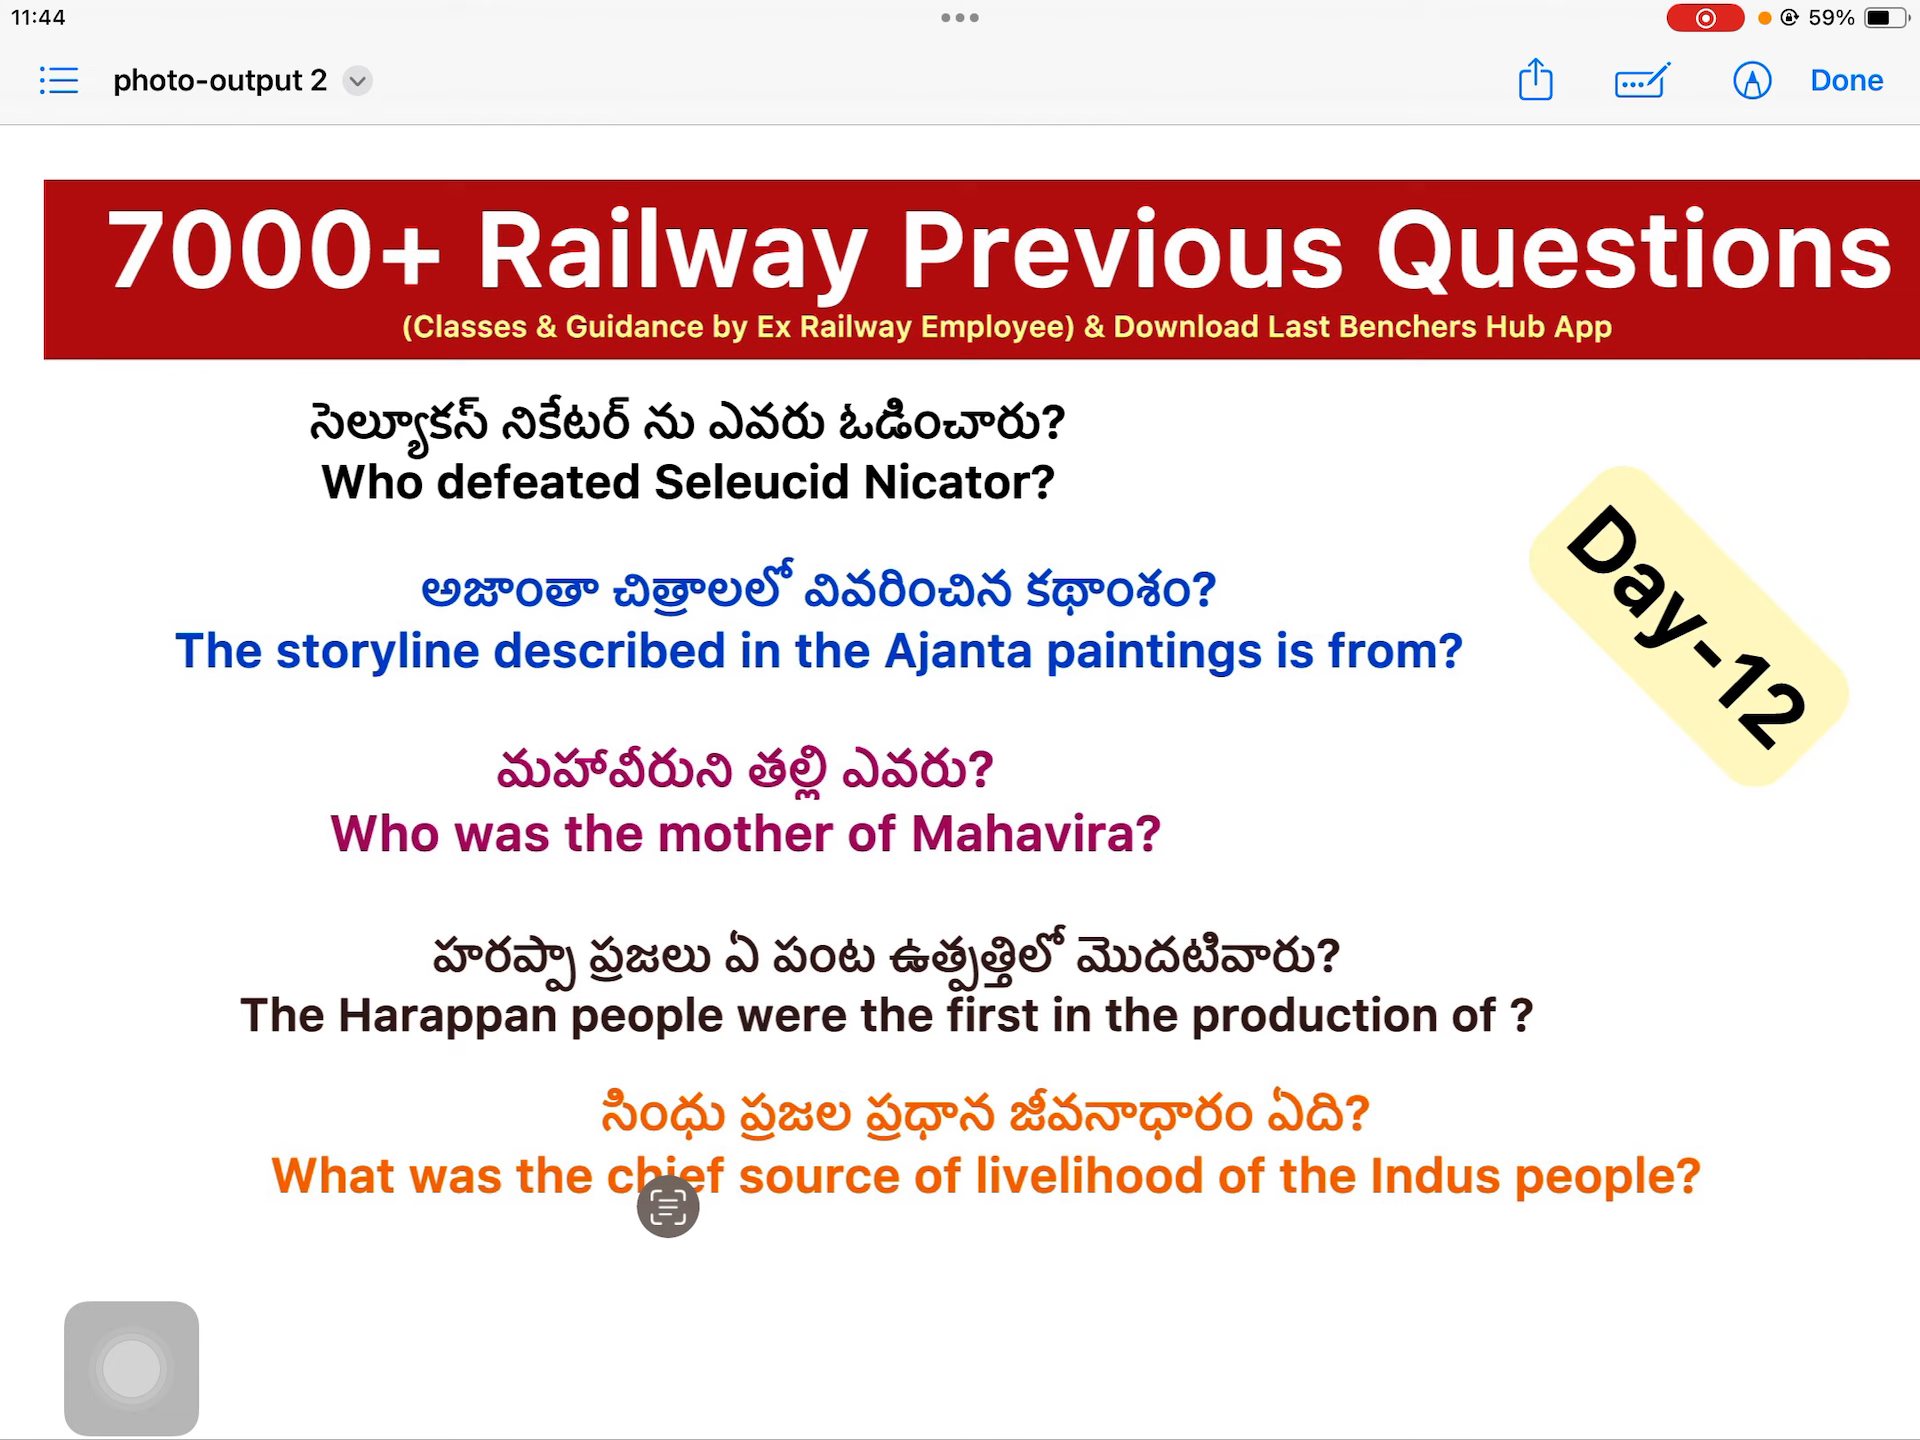 11:44
59%
photo-output 2
Done
7000+ Railway Previous Questions
(Classes & Guidance by Ex Railway Employee) & Download Last Benchers Hub App
సెల్యూకస్ నికేటర్ ను ఎవరు ఓడించారు?
Who defeated Seleucid Nicator?
Day-12
అజాంతా చిత్రాలలో వివరించిన కథాంశం?
The storyline described in the Ajanta paintings is from?
మహావీరుని తల్లి ఎవరు?
Who was the mother of Mahavira?
హరప్పా ప్రజలు ఏ పంట ఉత్పత్తిలో మొదటివారు?
The Harappan people were the first in the production of ?
సింధు ప్రజల ప్రధాన జీవనాధారం ఏది?
What was the chief source of livelihood of the Indus people?